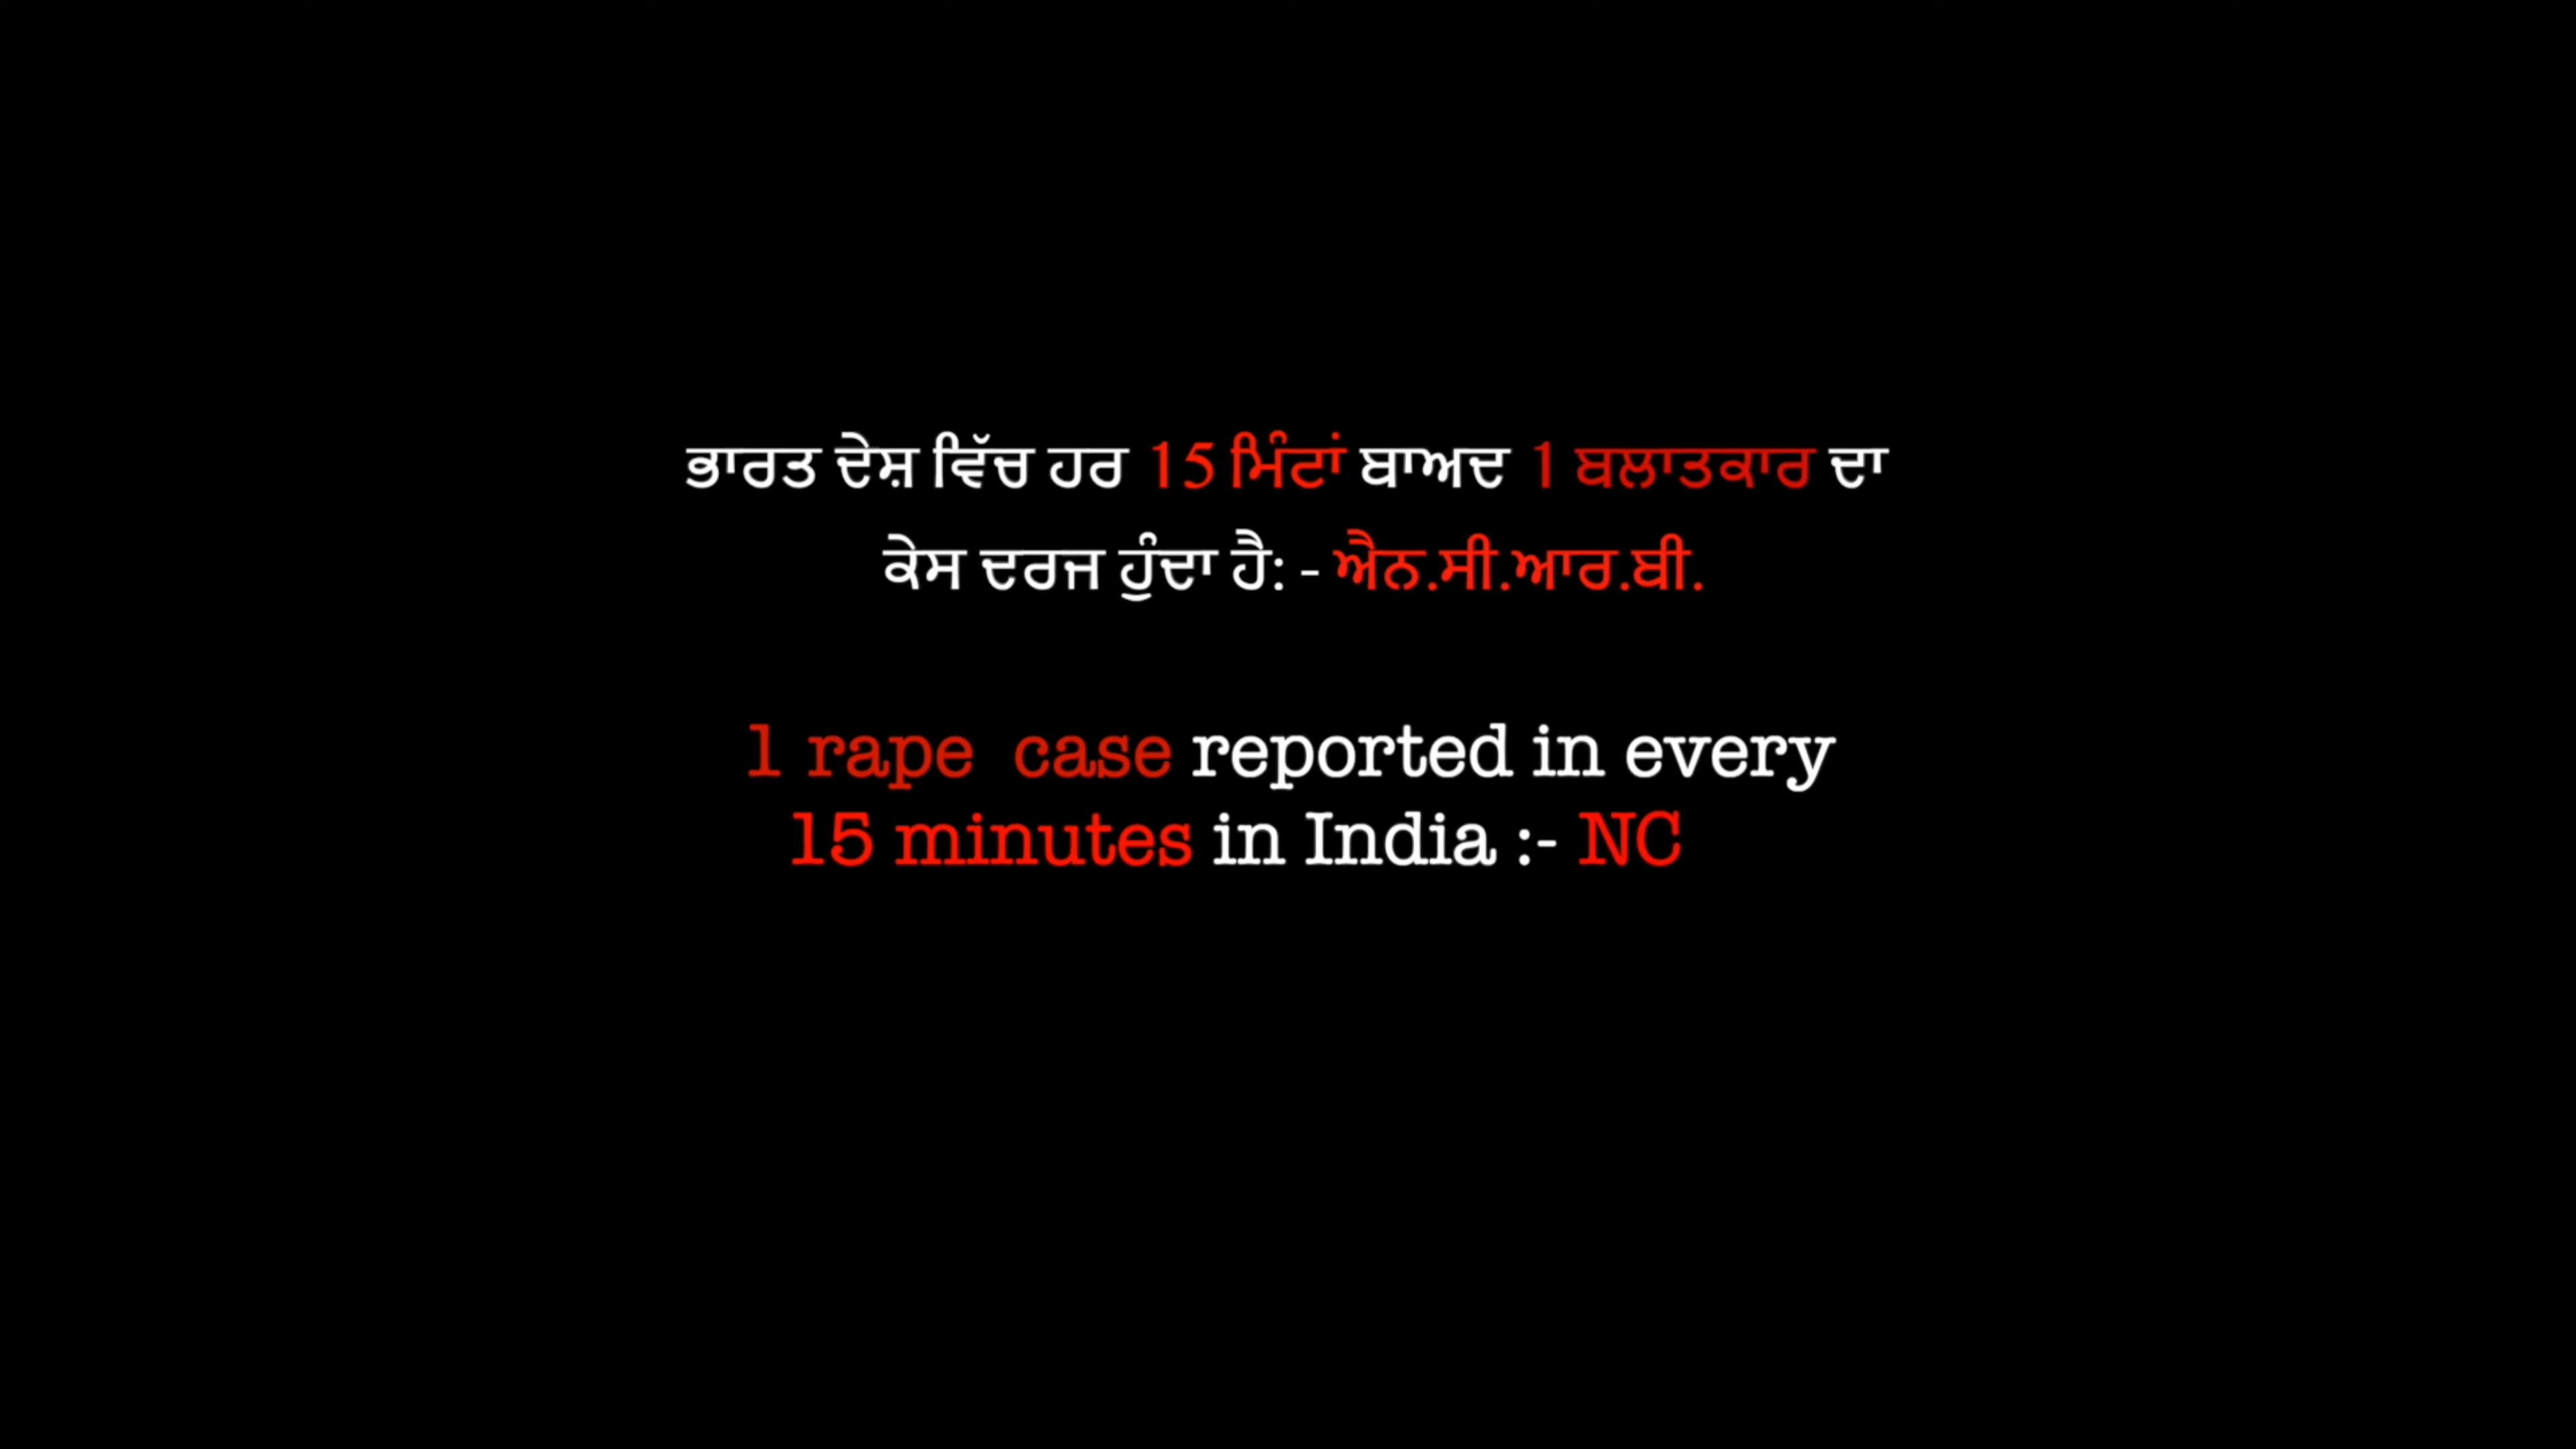 ਭਾਰਤ ਦੇਸ਼ ਵਿੱਚ ਹਰ 15 ਮਿੰਟਾਂ ਬਾਅਦ 1 ਬਲਾਤਕਾਰ ਦਾ
ਕੇਸ ਦਰਜ ਹੁੰਦਾ ਹੈ: - ਐਨ.ਸੀ.ਆਰ.ਬੀ.
1 rape case reported in every
15 minutes in India :- NC